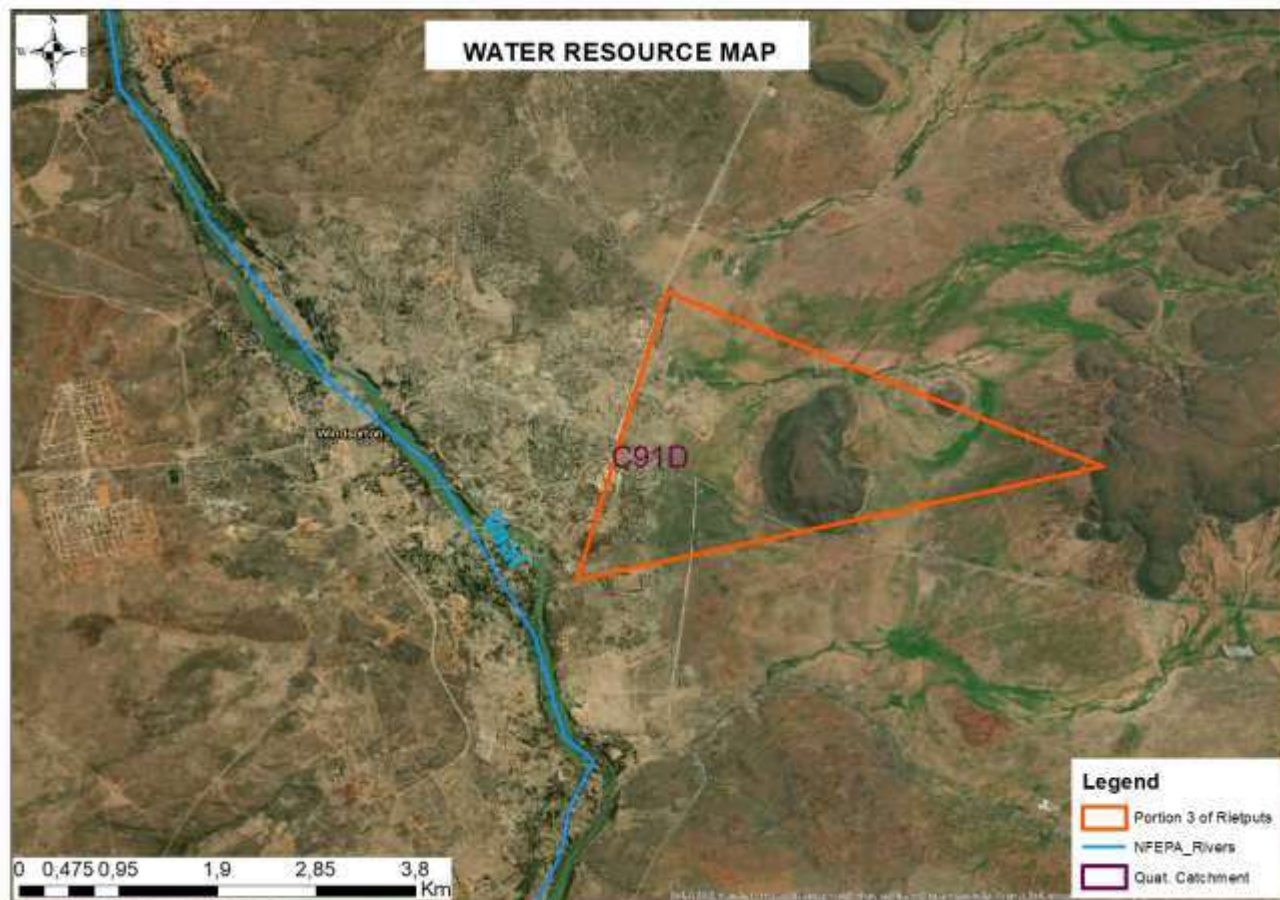 N
W E
WATER RESOURCE MAP
C91D
Legend
Portion 3 of Rietputs
NFEPA_Rivers
Quat. Catchment
0 0,475 0,95 1,9 2,85 3,8
Km